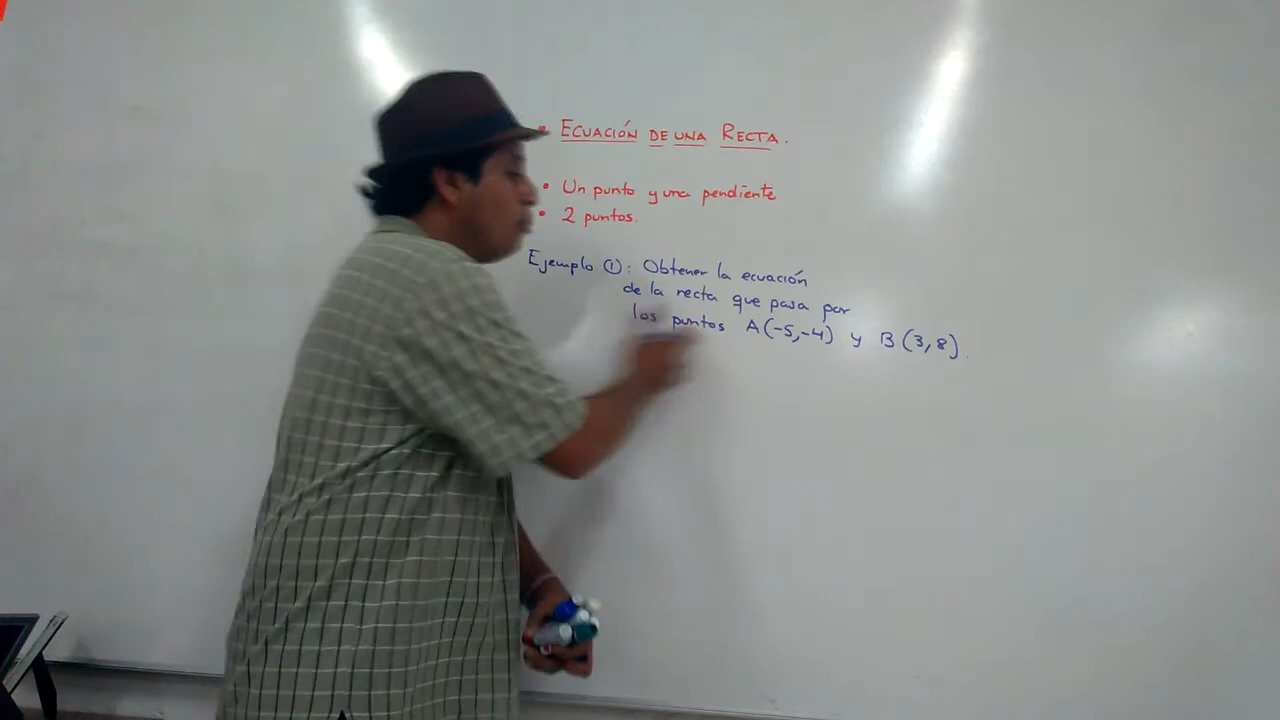 • ECUACIÓN DE UNA RECTA.
• Un punto y una pendiente
• 2 puntos.
Ejemplo ①: Obtener la ecuación
de la recta que pasa por
los puntos A(-5,-4) y B(3,8).